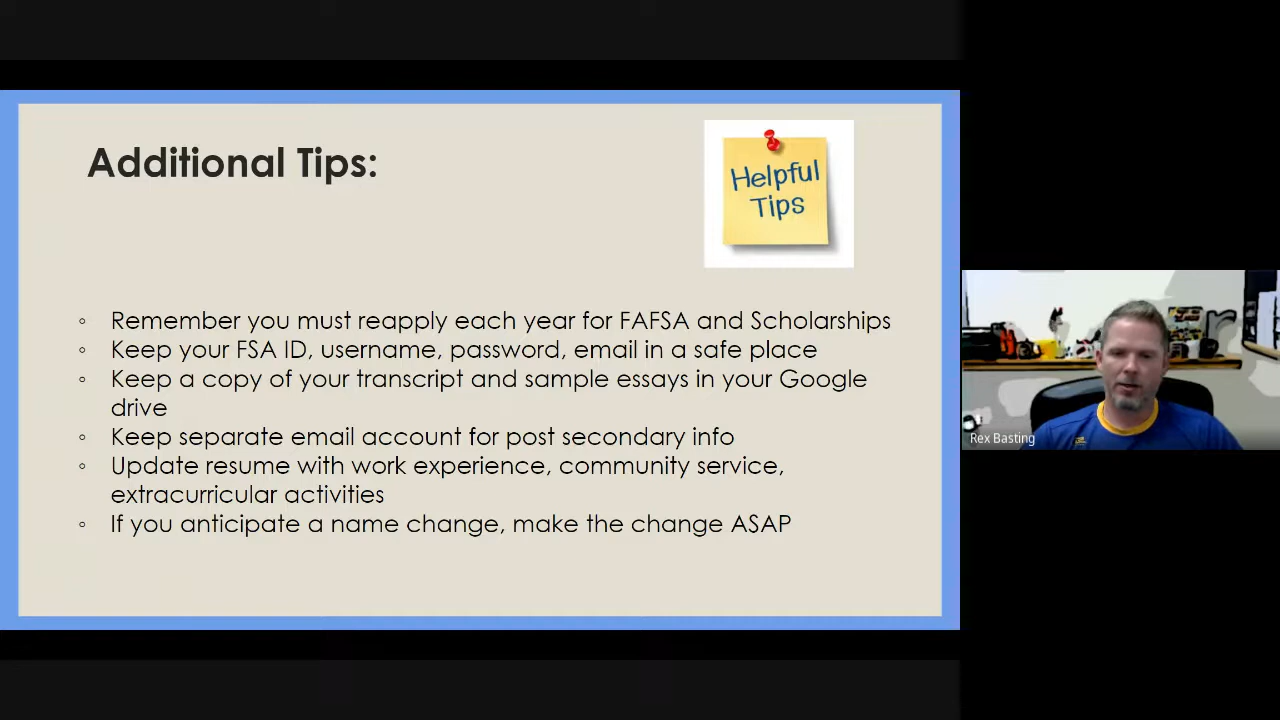 Additional Tips:
Helpful
Tips
◦ Remember you must reapply each year for FAFSA and Scholarships
◦ Keep your FSA ID, username, password, email in a safe place
◦ Keep a copy of your transcript and sample essays in your Google
drive
◦ Keep separate email account for post secondary info
◦ Update resume with work experience, community service,
extracurricular activities
◦ If you anticipate a name change, make the change ASAP
Rex Basting